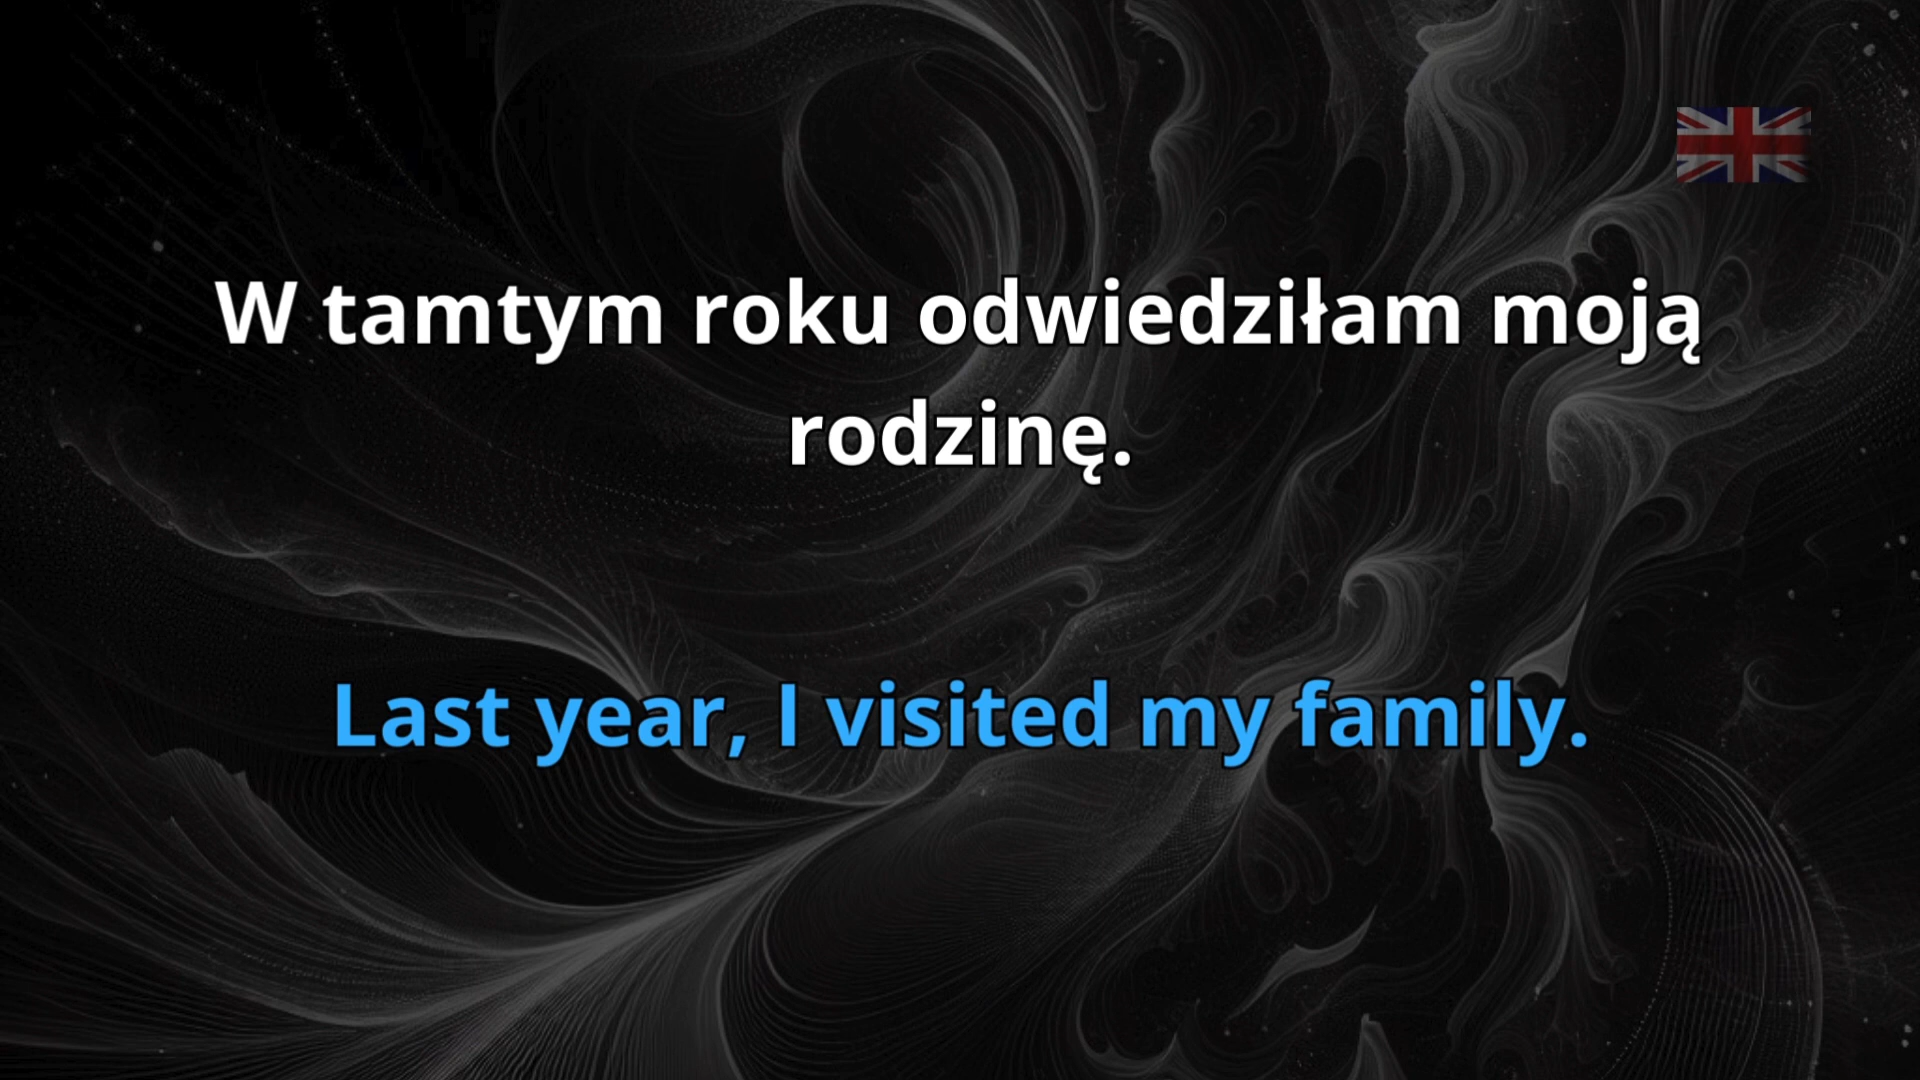 W tamtym roku odwiedziłam moją
rodzinę.
Last year, I visited my family.